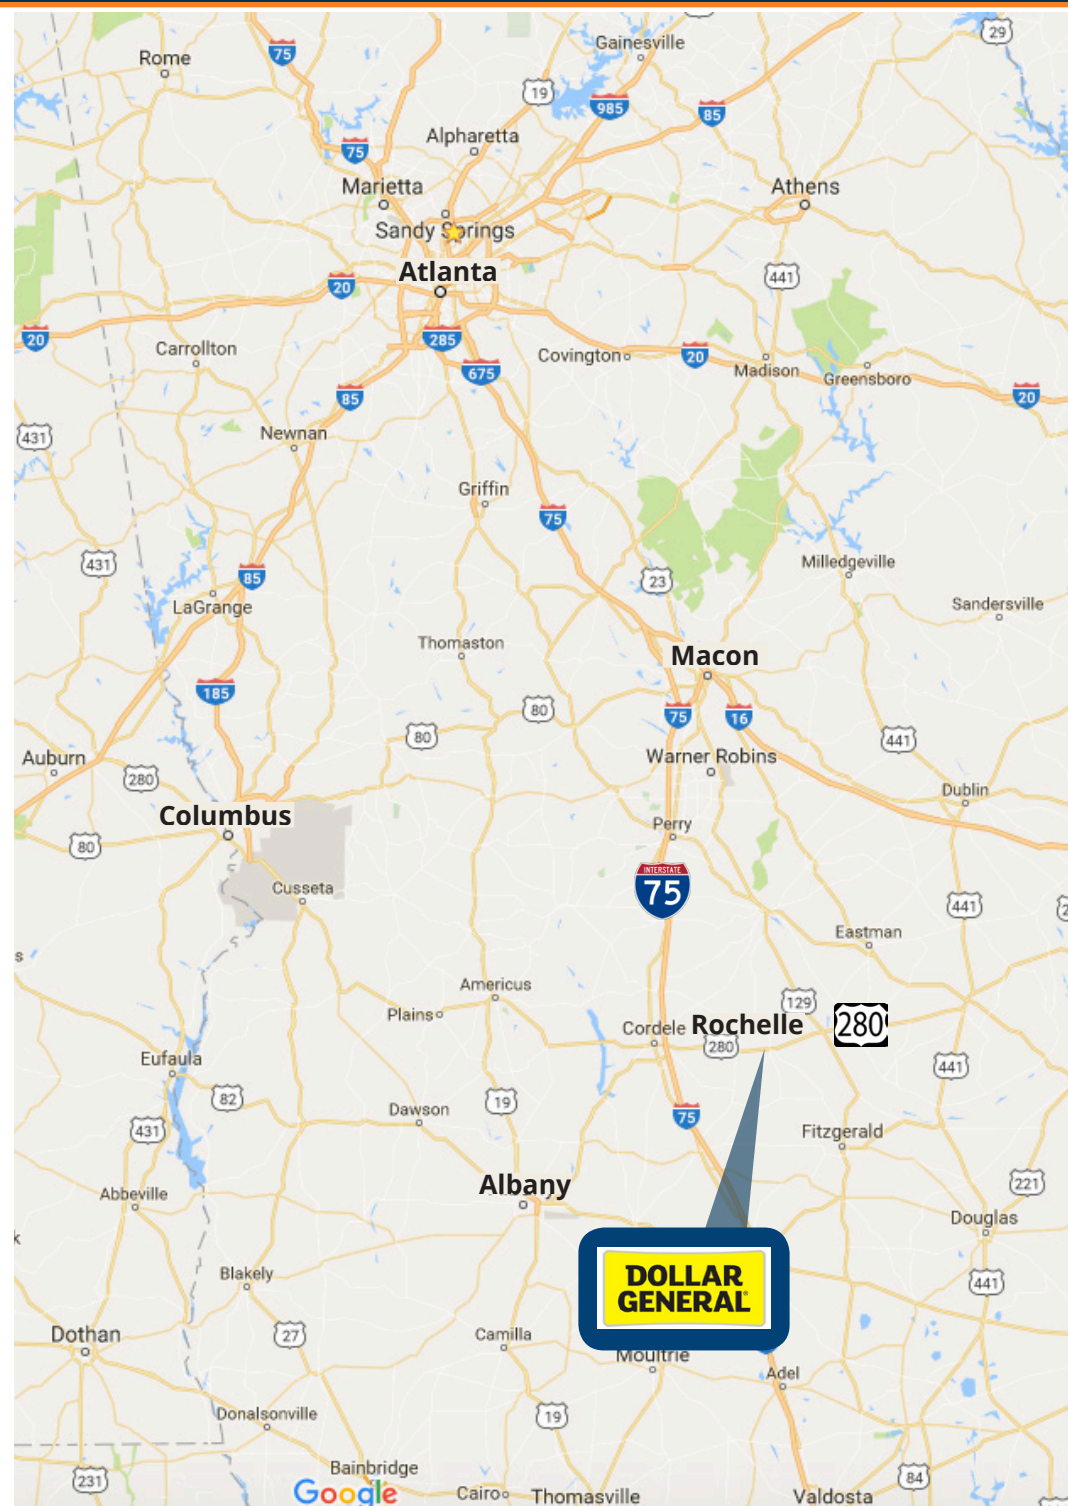 29
Gainesville
75
Rome
19
985
85
Alpharetta
75
Marietta
Athens
Sandy Springs
Atlanta
441
20
20
285
Carrollton
Covington
20
Madison
675
Greensboro
85
20
431
Newnan
Griffin
75
431
Milledgeville
85
23
LaGrange
Sandersville
Thomaston
Macon
185
80
75
16
80
441
Auburn
Warner Robins
280
Dublin
Columbus
Perry
80
INTERSTATE
75
Cusseta
441
Eastman
s
Americus
129
Plains
Cordele
Rochelle
280
280
Eufaula
441
82
19
Dawson
75
431
Fitzgerald
Albany
221
Abbeville
Douglas
k
Blakely
DOLLAR
GENERAL
441
27
Dothan
Camilla
Moultrie
Adel
Donalsonville
19
Bainbridge
231
84
Google
Cairo
Thomasville
Valdosta